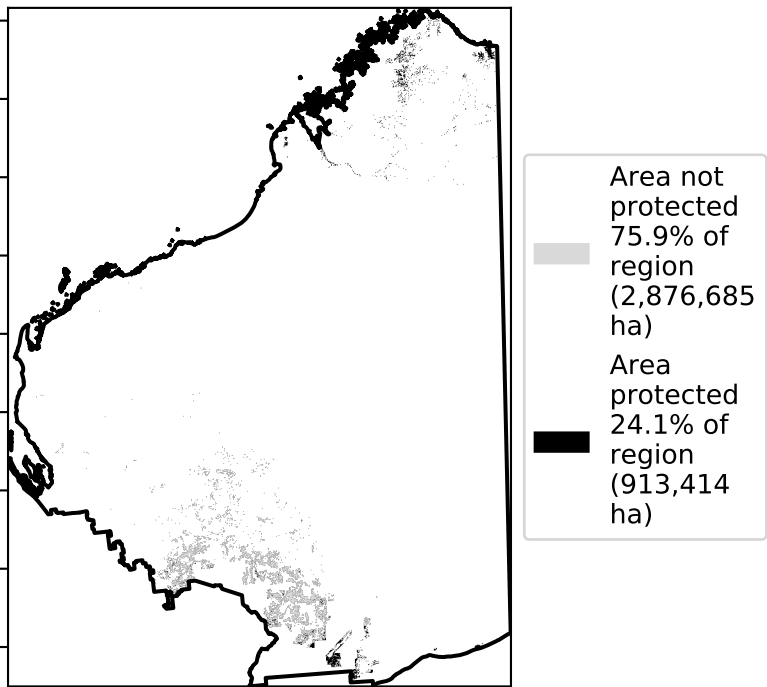 Area not
protected
75.9% of
region
(2,876,685
ha)
Area
protected
24.1% of
region
(913,414
ha)